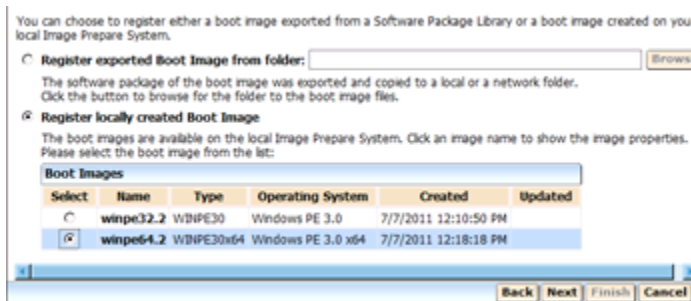 You can choose to register either a boot image exported from a Software Package Library or a boot image created on you
local Image Prepare System.
Register exported Boot Image from folder: Brows
The software package of the boot image was exported and copied to a local or a network folder.
Click the button to browse for the folder to the boot image files.
Register locally created Boot Image
The boot images are available on the local Image Prepare System. Click an image name to show the image properties.
Please select the boot image from the list:
Boot Images
Select Name Type Operating System Created Updated
winpe32.2 WINPE30 Windows PE 3.0 7/7/2011 12:10:50 PM
winpe64.2 WINPE30x64 Windows PE 3.0 x64 7/7/2011 12:18:18 PM
Back Next Finish Cancel